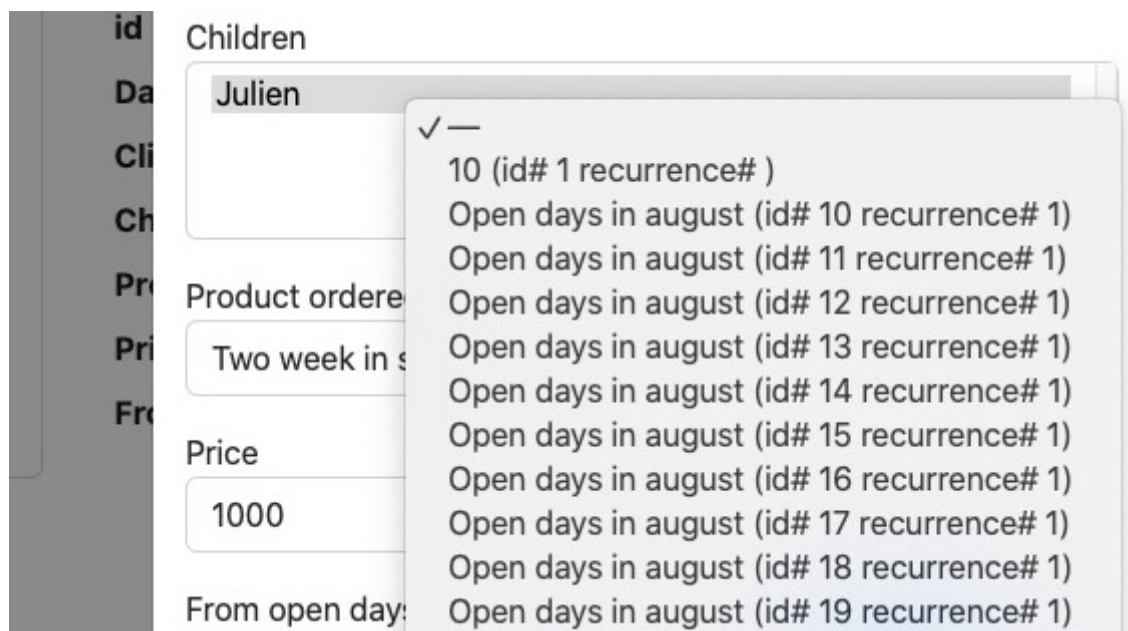 id
Children
Da
Julien
✓—
Cli
10 (id# 1 recurrence# )
Ch
Open days in august (id# 10 recurrence# 1)
Open days in august (id# 11 recurrence# 1)
Pro
Product ordere
Open days in august (id# 12 recurrence# 1)
Pri
Two week in s
Open days in august (id# 13 recurrence# 1)
Open days in august (id# 14 recurrence# 1)
Fro
Price
Open days in august (id# 15 recurrence# 1)
Open days in august (id# 16 recurrence# 1)
1000
Open days in august (id# 17 recurrence# 1)
Open days in august (id# 18 recurrence# 1)
From open days
Open days in august (id# 19 recurrence# 1)